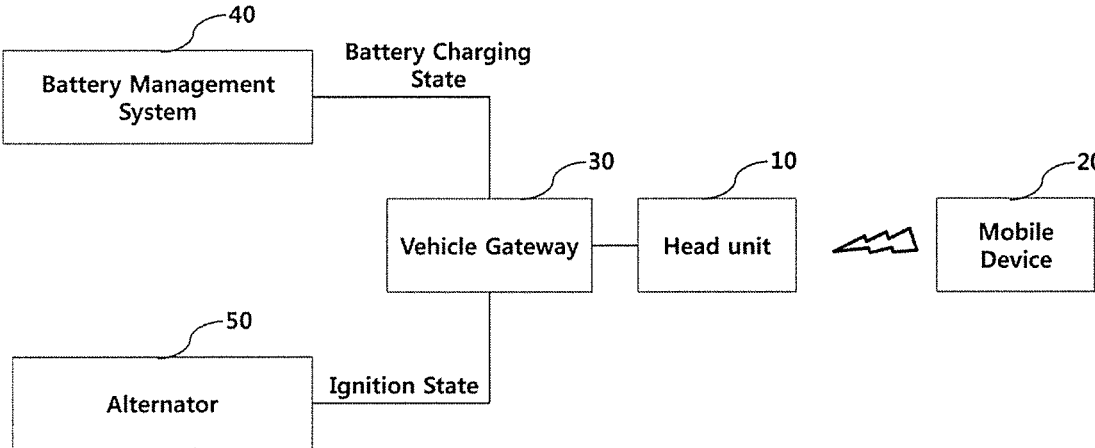 40
Battery Management
System
Battery Charging
State
30
10
20
Vehicle Gateway
Head unit
Mobile
Device
50
Alternator
Ignition State